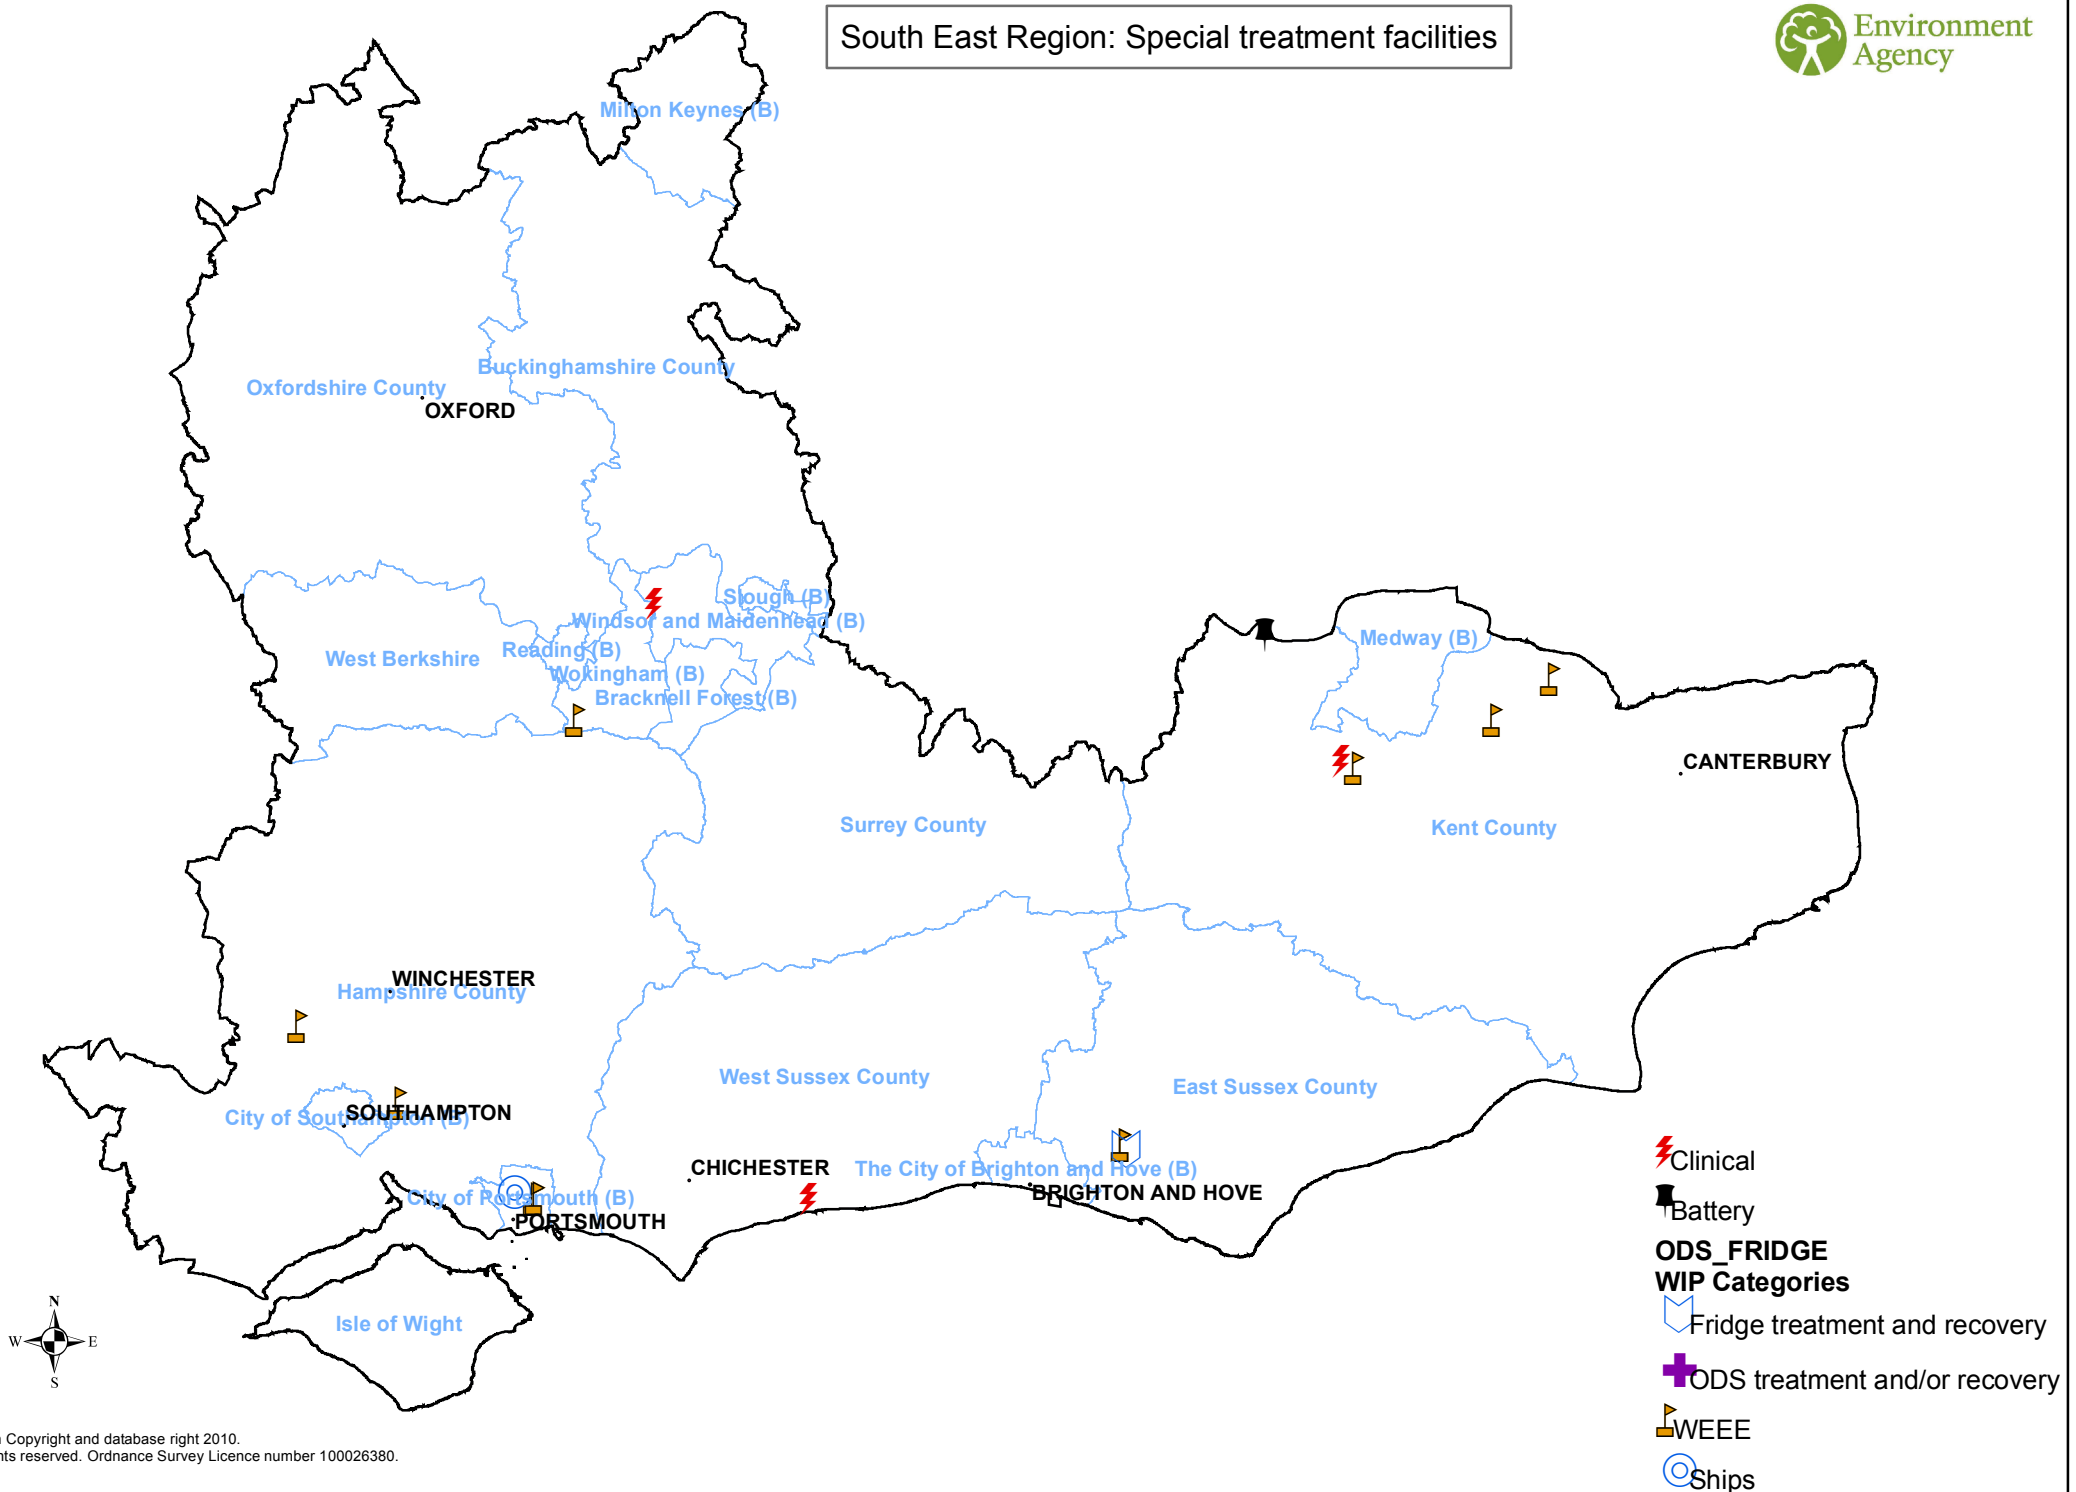 South East Region: Special treatment facilities
Environment
Agency
Milton Keynes (B)
Buckinghamshire County
Oxfordshire County
OXFORD
Slough (B)
Windsor and Maidenhead (B)
Reading (B)
West Berkshire
Wokingham (B)
Bracknell Forest (B)
Medway (B)
CANTERBURY
Surrey County
Kent County
WINCHESTER
Hampshire County
West Sussex County
East Sussex County
SOUTHAMPTON
City of Southampton (B)
CHICHESTER
The City of Brighton and Hove (B)
BRIGHTON AND HOVE
City of Portsmouth (B)
PORTSMOUTH
Isle of Wight
N
W
E
S
Clinical
Battery
ODS_FRIDGE
WIP Categories
Fridge treatment and recovery
ODS treatment and/or recovery
WEEE
Ships
Copyright and database right 2010.
reserved. Ordnance Survey Licence number 100026380.